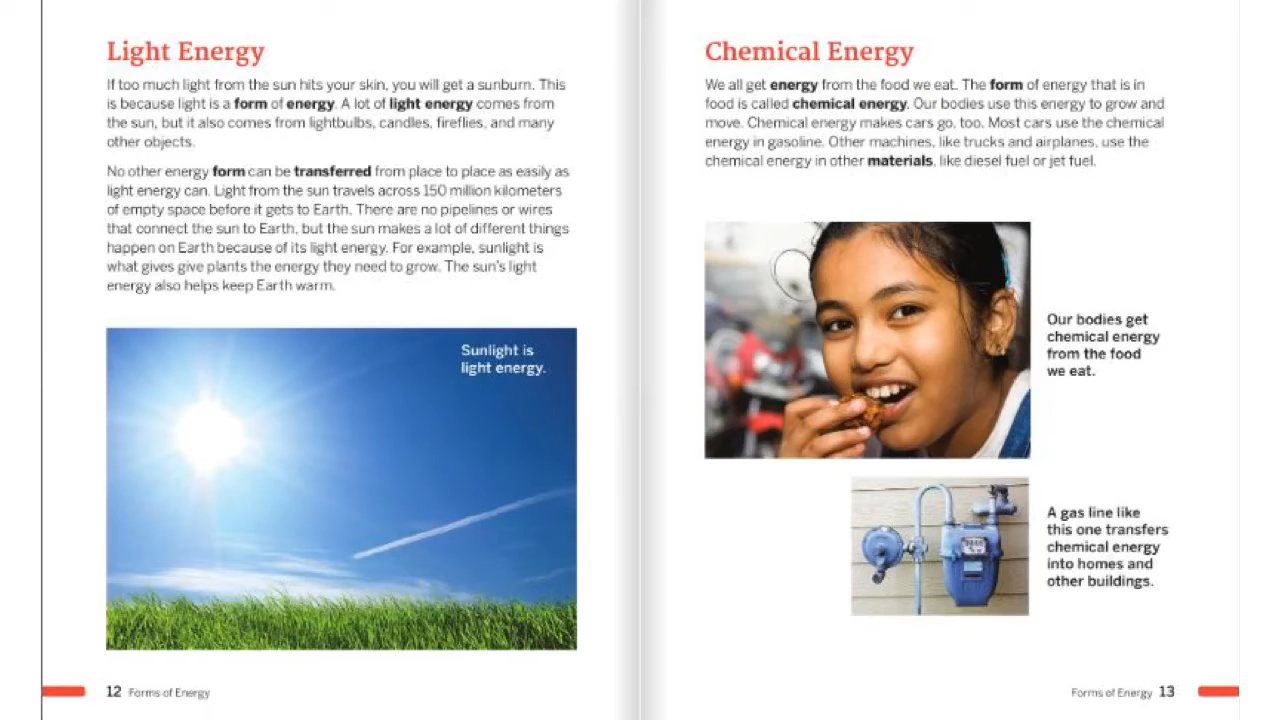 Light Energy
If too much light from the sun hits your skin, you will get a sunburn. This
is because light is a form of energy. A lot of light energy comes from
the sun, but it also comes from lightbulbs, candles, fireflies, and many
other objects.
No other energy form can be transferred from place to place as easily as
light energy can. Light from the sun travels across 150 million kilometers
of empty space before it gets to Earth. There are no pipelines or wires
that connect the sun to Earth, but the sun makes a lot of different things
happen on Earth because of its light energy. For example, sunlight is
what gives give plants the energy they need to grow. The sun's light
energy also helps keep Earth warm.
Sunlight is
light energy.
12 Forms of Energy
Chemical Energy
We all get energy from the food we eat. The form of energy that is in
food is called chemical energy. Our bodies use this energy to grow and
move. Chemical energy makes cars go, too. Most cars use the chemical
energy in gasoline. Other machines, like trucks and airplanes, use the
chemical energy in other materials, like diesel fuel or jet fuel.
Our bodies get
chemical energy
from the food
we eat.
A gas line like
this one transfers
chemical energy
into homes and
other buildings.
Forms of Energy 13